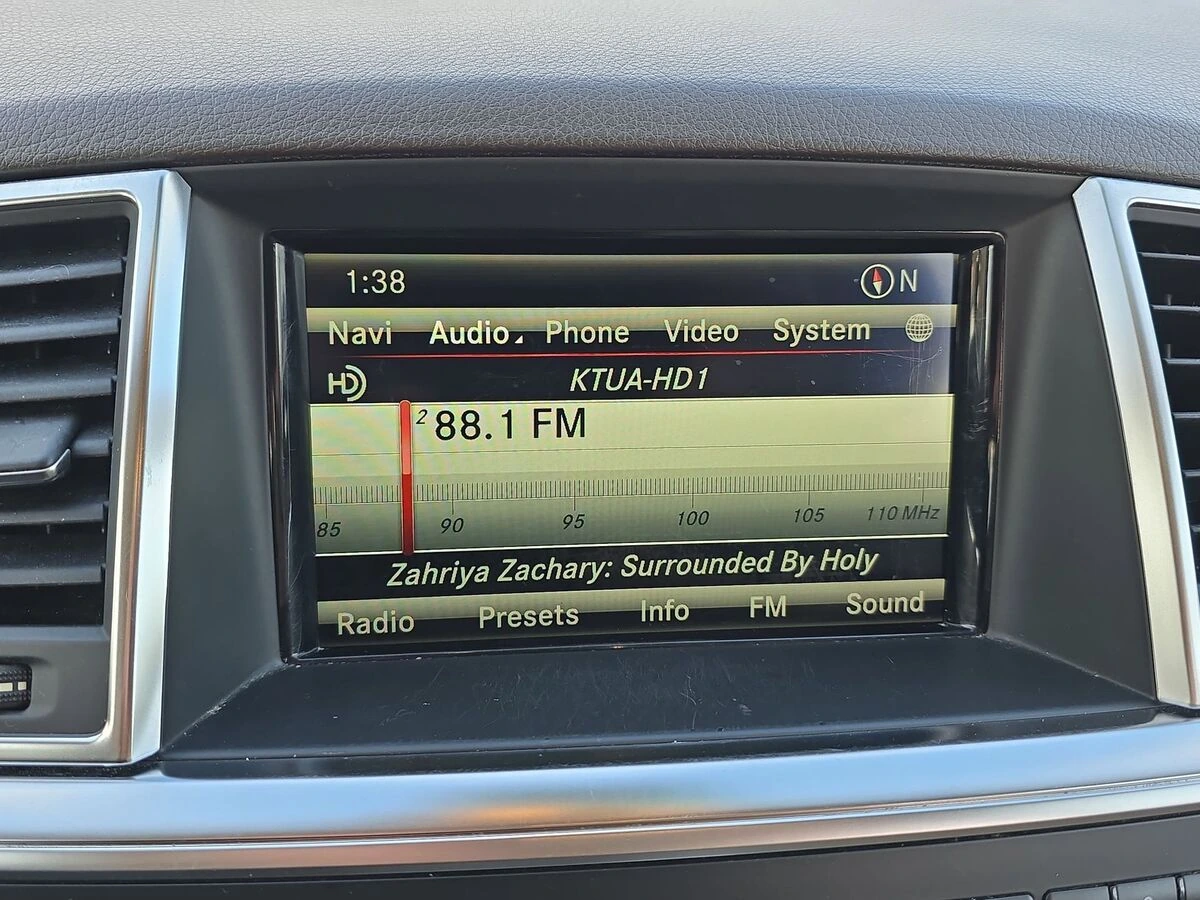 1:38 N
Navi Audio Phone Video System
HD KTUA-HD1
2 88.1 FM
85 90 95 100 105 110 MHz
Zahriya Zachary: Surrounded By Holy
Radio Presets Info FM Sound